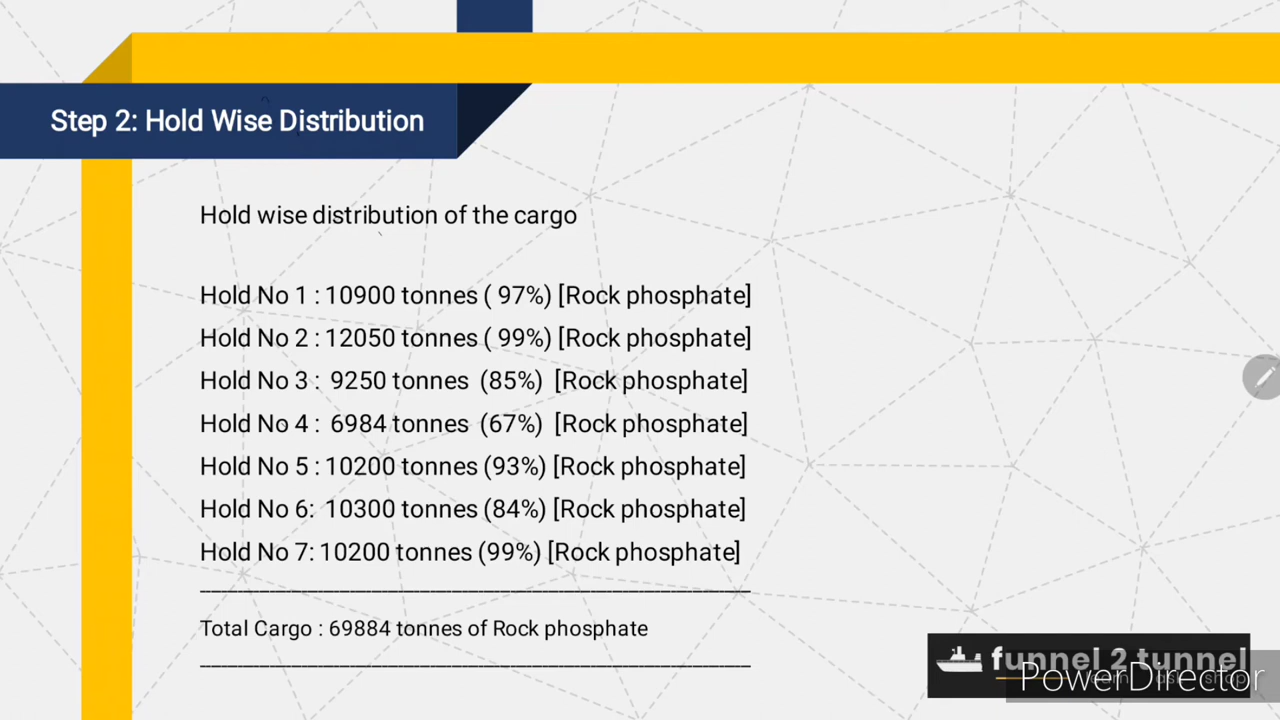 Step 2: Hold Wise Distribution
Hold wise distribution of the cargo
Hold No 1 : 10900 tonnes ( 97%) [Rock phosphate]
Hold No 2 : 12050 tonnes ( 99%) [Rock phosphate]
Hold No 3 : 9250 tonnes (85%) [Rock phosphate]
Hold No 4 : 6984 tonnes (67%) [Rock phosphate]
Hold No 5 : 10200 tonnes (93%) [Rock phosphate]
Hold No 6: 10300 tonnes (84%) [Rock phosphate]
Hold No 7: 10200 tonnes (99%) [Rock phosphate]
Total Cargo : 69884 tonnes of Rock phosphate
funnel 2 tunnel
PowerDirector